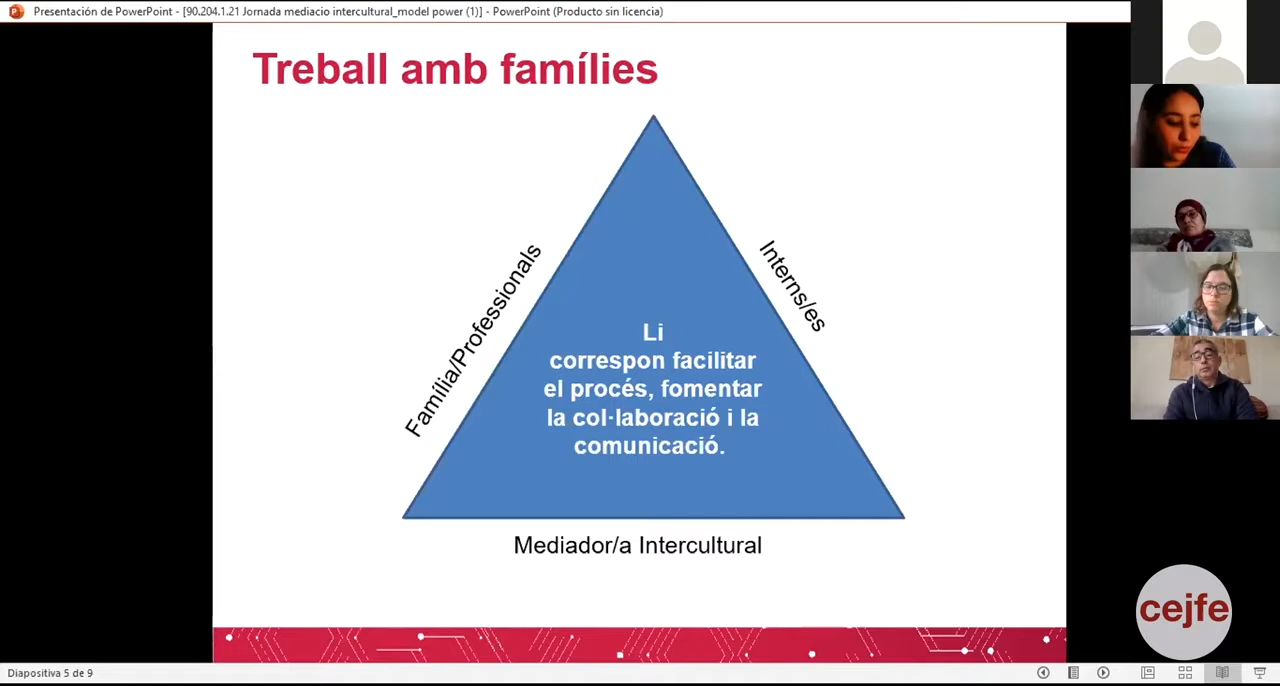 Presentación de PowerPoint - [90.204.1.21 Jornada mediacio intercultural_model power (1)] - PowerPoint (Producto sin licencia)
Treball amb famílies
Família/Professionals
Interns/es
Li
correspon facilitar
el procés, fomentar
la col·laboració i la
comunicació.
Mediador/a Intercultural
cejfe
Diapositiva 5 de 9